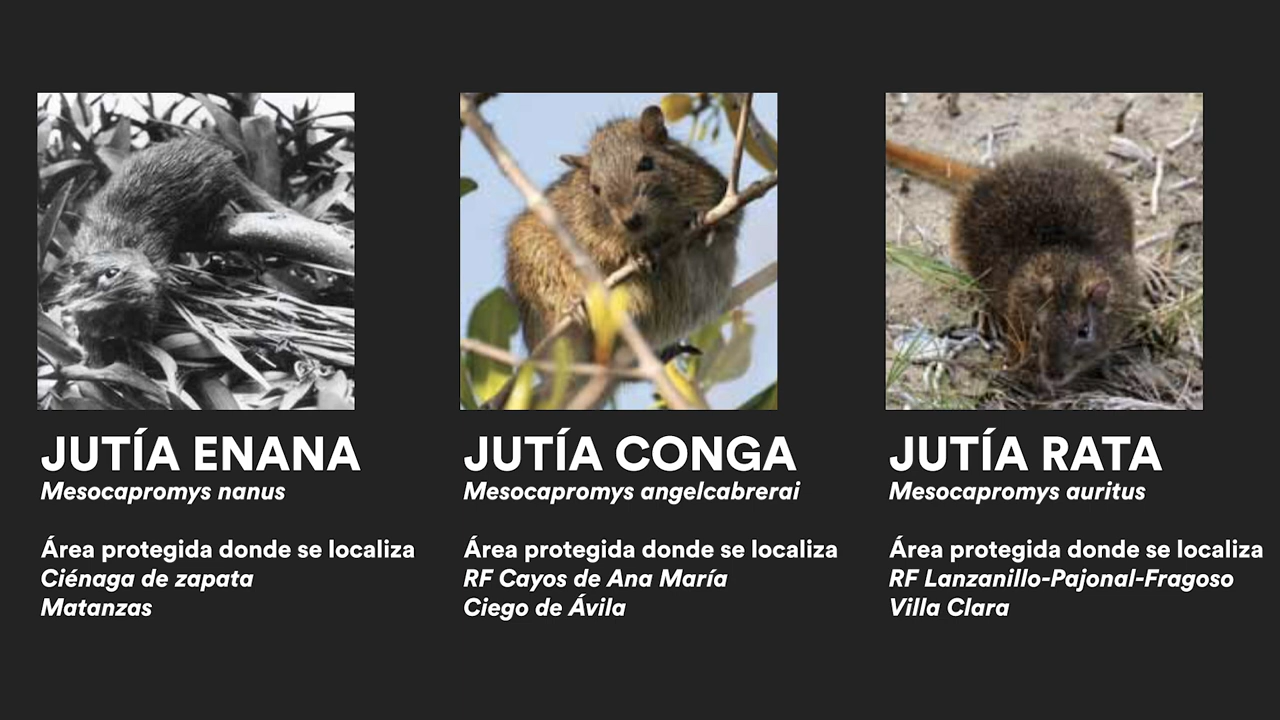 JUTÍA ENANA
Mesocapromys nanus
Área protegida donde se localiza
Ciénaga de zapata
Matanzas
JUTÍA CONGA
Mesocapromys angelcabrerai
Área protegida donde se localiza
RF Cayos de Ana María
Ciego de Ávila
JUTÍA RATA
Mesocapromys auritus
Área protegida donde se localiza
RF Lanzanillo-Pajonal-Fragoso
Villa Clara